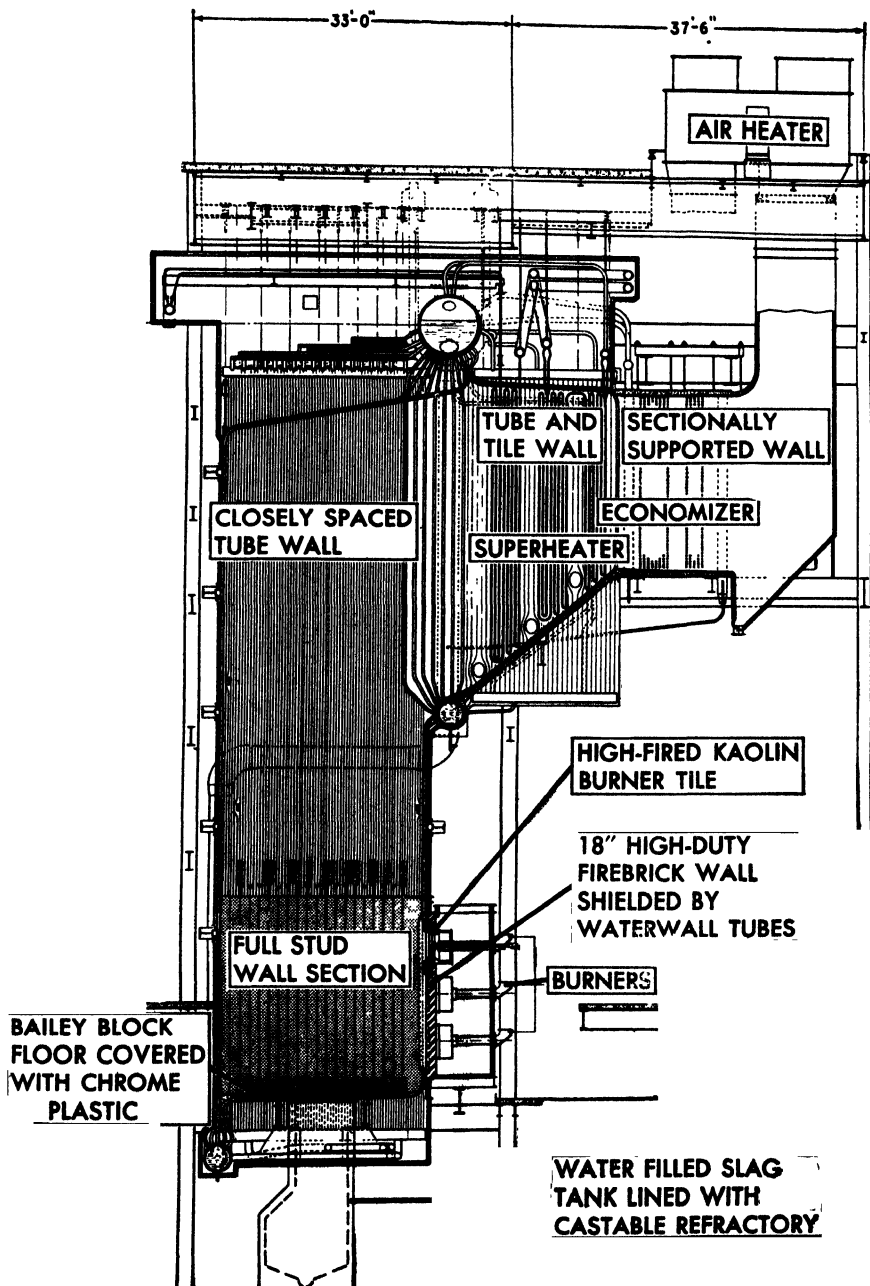 33'-0"
37'-6"
AIR HEATER
TUBE AND
TILE WALL
SECTIONALLY
SUPPORTED WALL
CLOSELY SPACED
TUBE WALL
ECONOMIZER
SUPERHEATER
HIGH-FIRED KAOLIN
BURNER TILE
18" HIGH-DUTY
FIREBRICK WALL
SHIELDED BY
WATERWALL TUBES
FULL STUD
WALL SECTION
BURNERS
BAILEY BLOCK
FLOOR COVERED
WITH CHROME
PLASTIC
WATER FILLED SLAG
TANK LINED WITH
CASTABLE REFRACTORY